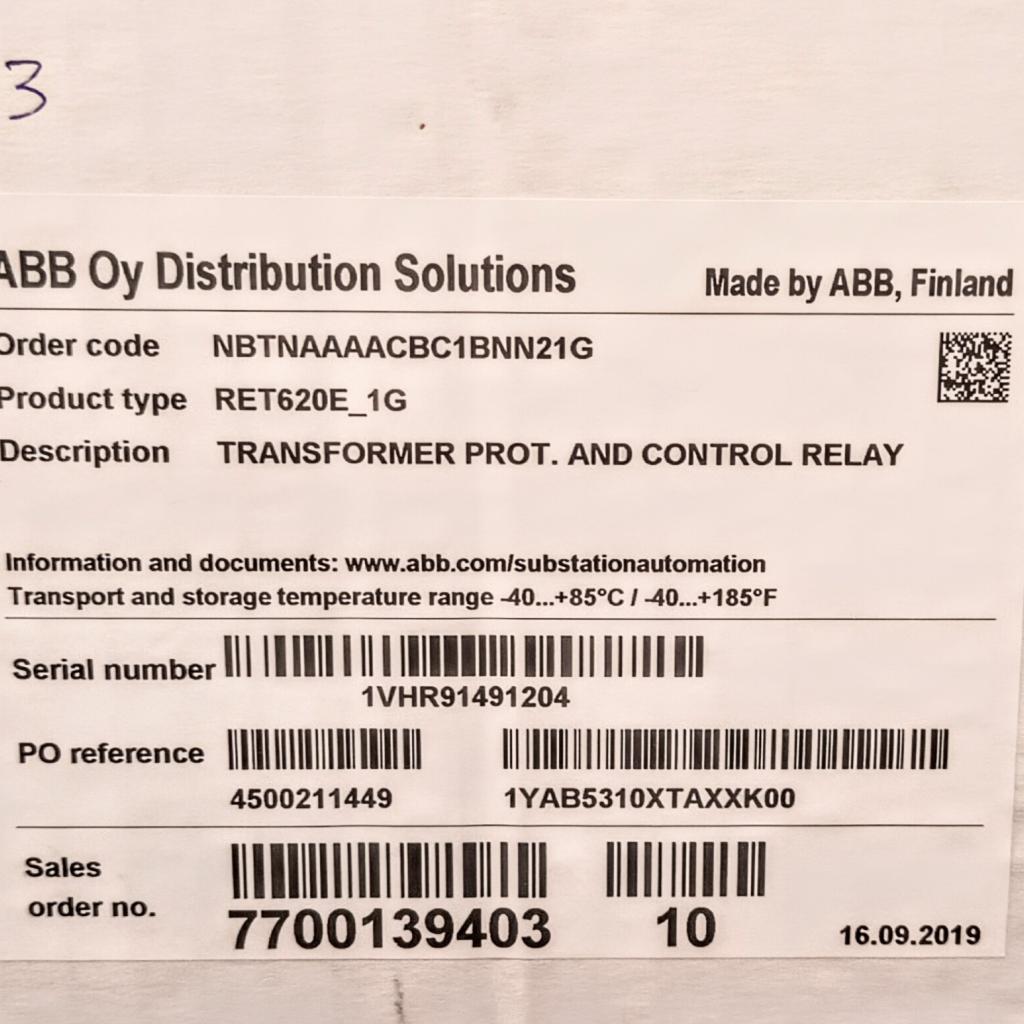 3
ABB Oy Distribution Solutions Made by ABB, Finland
Order code NBTNAAAACBC1BNN21G
Product type RET620E_1G
Description TRANSFORMER PROT. AND CONTROL RELAY
Information and documents: www.abb.com/substationautomation
Transport and storage temperature range -40...+85°C / -40...+185°F
Serial number
1VHR91491204
PO reference
4500211449 1YAB5310XTAXXK00
Sales
order no.
7700139403 10 16.09.2019